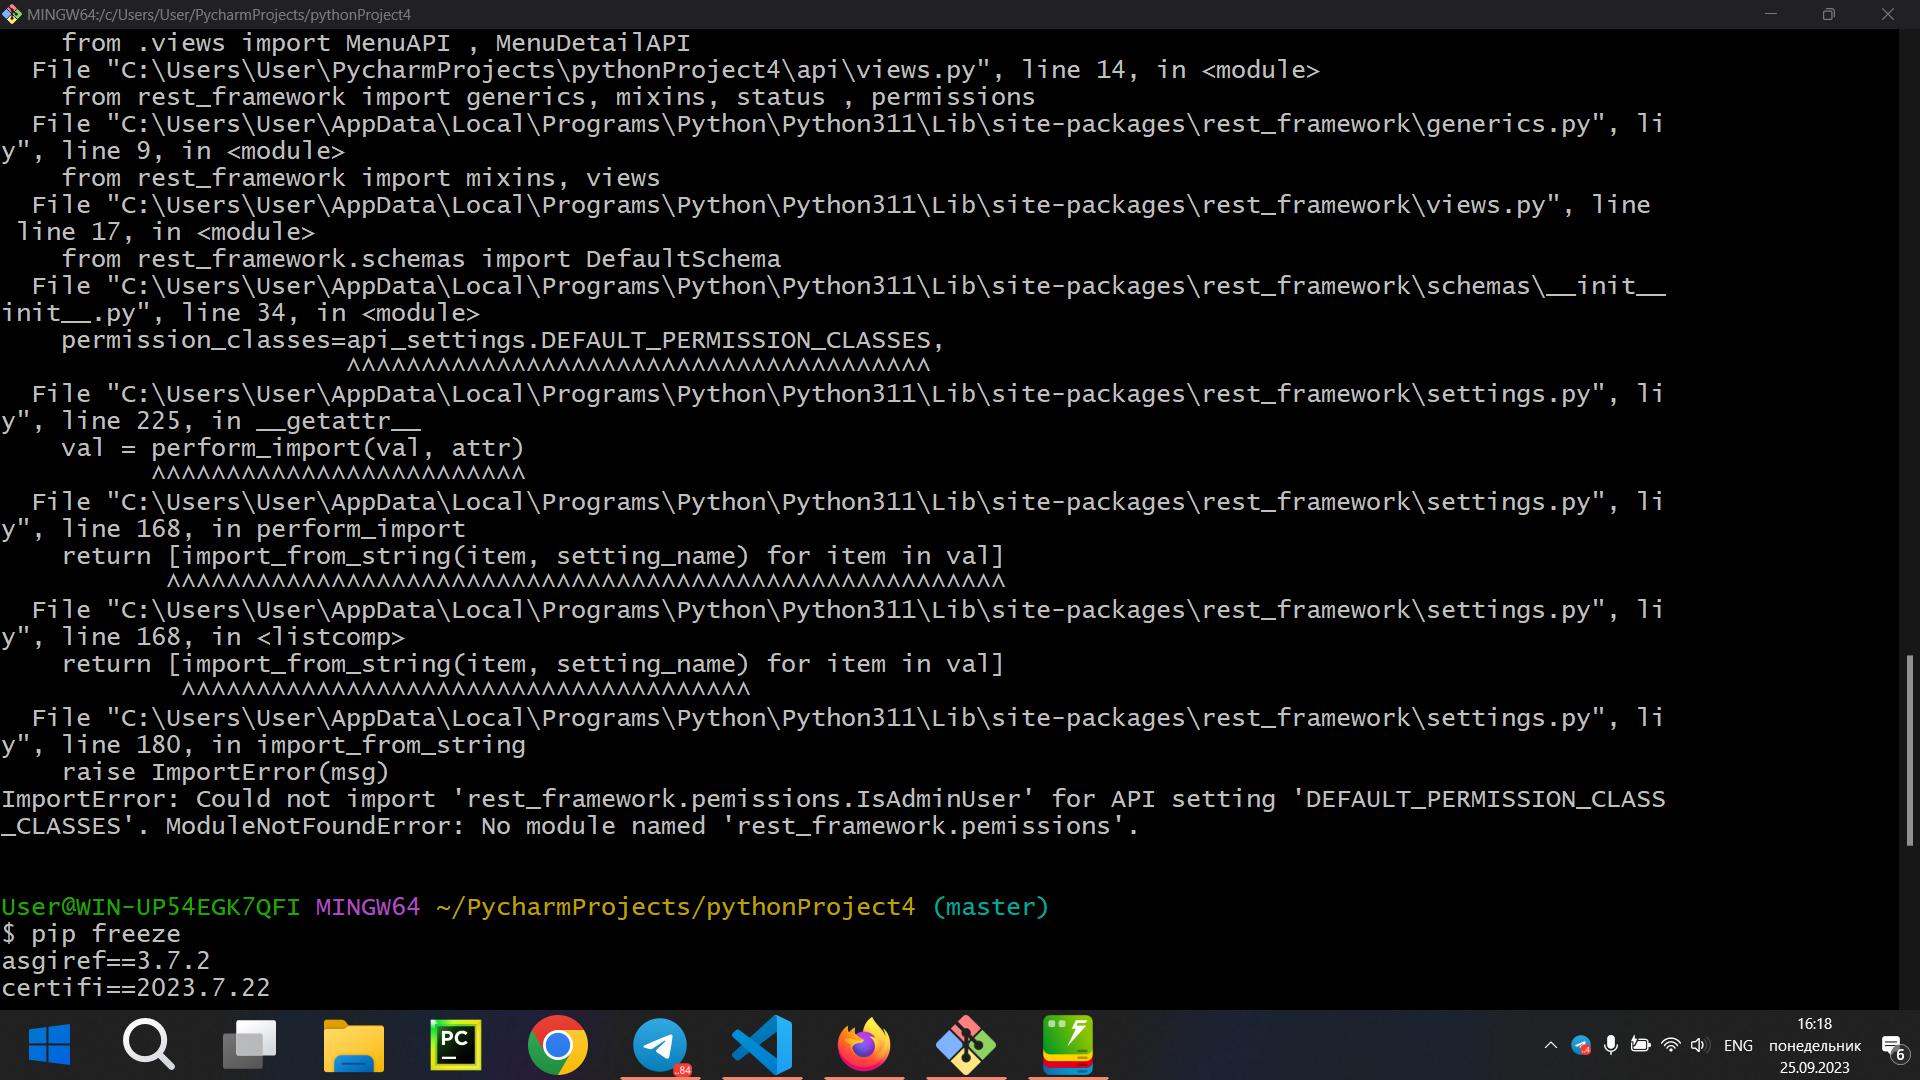 MINGW64:/c/Users/User/PycharmProjects/pythonProject4
    from .views import MenuAPI , MenuDetailAPI
  File "C:\Users\User\PycharmProjects\pythonProject4\api\views.py", line 14, in <module>
    from rest_framework import generics, mixins, status , permissions
  File "C:\Users\User\AppData\Local\Programs\Python\Python311\Lib\site-packages\rest_framework\generics.py", li
y", line 9, in <module>
    from rest_framework import mixins, views
  File "C:\Users\User\AppData\Local\Programs\Python\Python311\Lib\site-packages\rest_framework\views.py", line
 line 17, in <module>
    from rest_framework.schemas import DefaultSchema
  File "C:\Users\User\AppData\Local\Programs\Python\Python311\Lib\site-packages\rest_framework\schemas\__init__
init__.py", line 34, in <module>
    permission_classes=api_settings.DEFAULT_PERMISSION_CLASSES,
                       ^^^^^^^^^^^^^^^^^^^^^^^^^^^^^^^^^^^^^^^
  File "C:\Users\User\AppData\Local\Programs\Python\Python311\Lib\site-packages\rest_framework\settings.py", li
y", line 225, in __getattr__
    val = perform_import(val, attr)
          ^^^^^^^^^^^^^^^^^^^^^^^^^
  File "C:\Users\User\AppData\Local\Programs\Python\Python311\Lib\site-packages\rest_framework\settings.py", li
y", line 168, in perform_import
    return [import_from_string(item, setting_name) for item in val]
           ^^^^^^^^^^^^^^^^^^^^^^^^^^^^^^^^^^^^^^^^^^^^^^^^^^^^^^^^
  File "C:\Users\User\AppData\Local\Programs\Python\Python311\Lib\site-packages\rest_framework\settings.py", li
y", line 168, in <listcomp>
    return [import_from_string(item, setting_name) for item in val]
            ^^^^^^^^^^^^^^^^^^^^^^^^^^^^^^^^^^^^^^
  File "C:\Users\User\AppData\Local\Programs\Python\Python311\Lib\site-packages\rest_framework\settings.py", li
y", line 180, in import_from_string
    raise ImportError(msg)
ImportError: Could not import 'rest_framework.pemissions.IsAdminUser' for API setting 'DEFAULT_PERMISSION_CLASS
_CLASSES'. ModuleNotFoundError: No module named 'rest_framework.pemissions'.
User@WIN-UP54EGK7QFI MINGW64 ~/PycharmProjects/pythonProject4 (master)
$ pip freeze
asgiref==3.7.2
certifi==2023.7.22
PC
..84
ENG
16:18
понедельник
25.09.2023
6